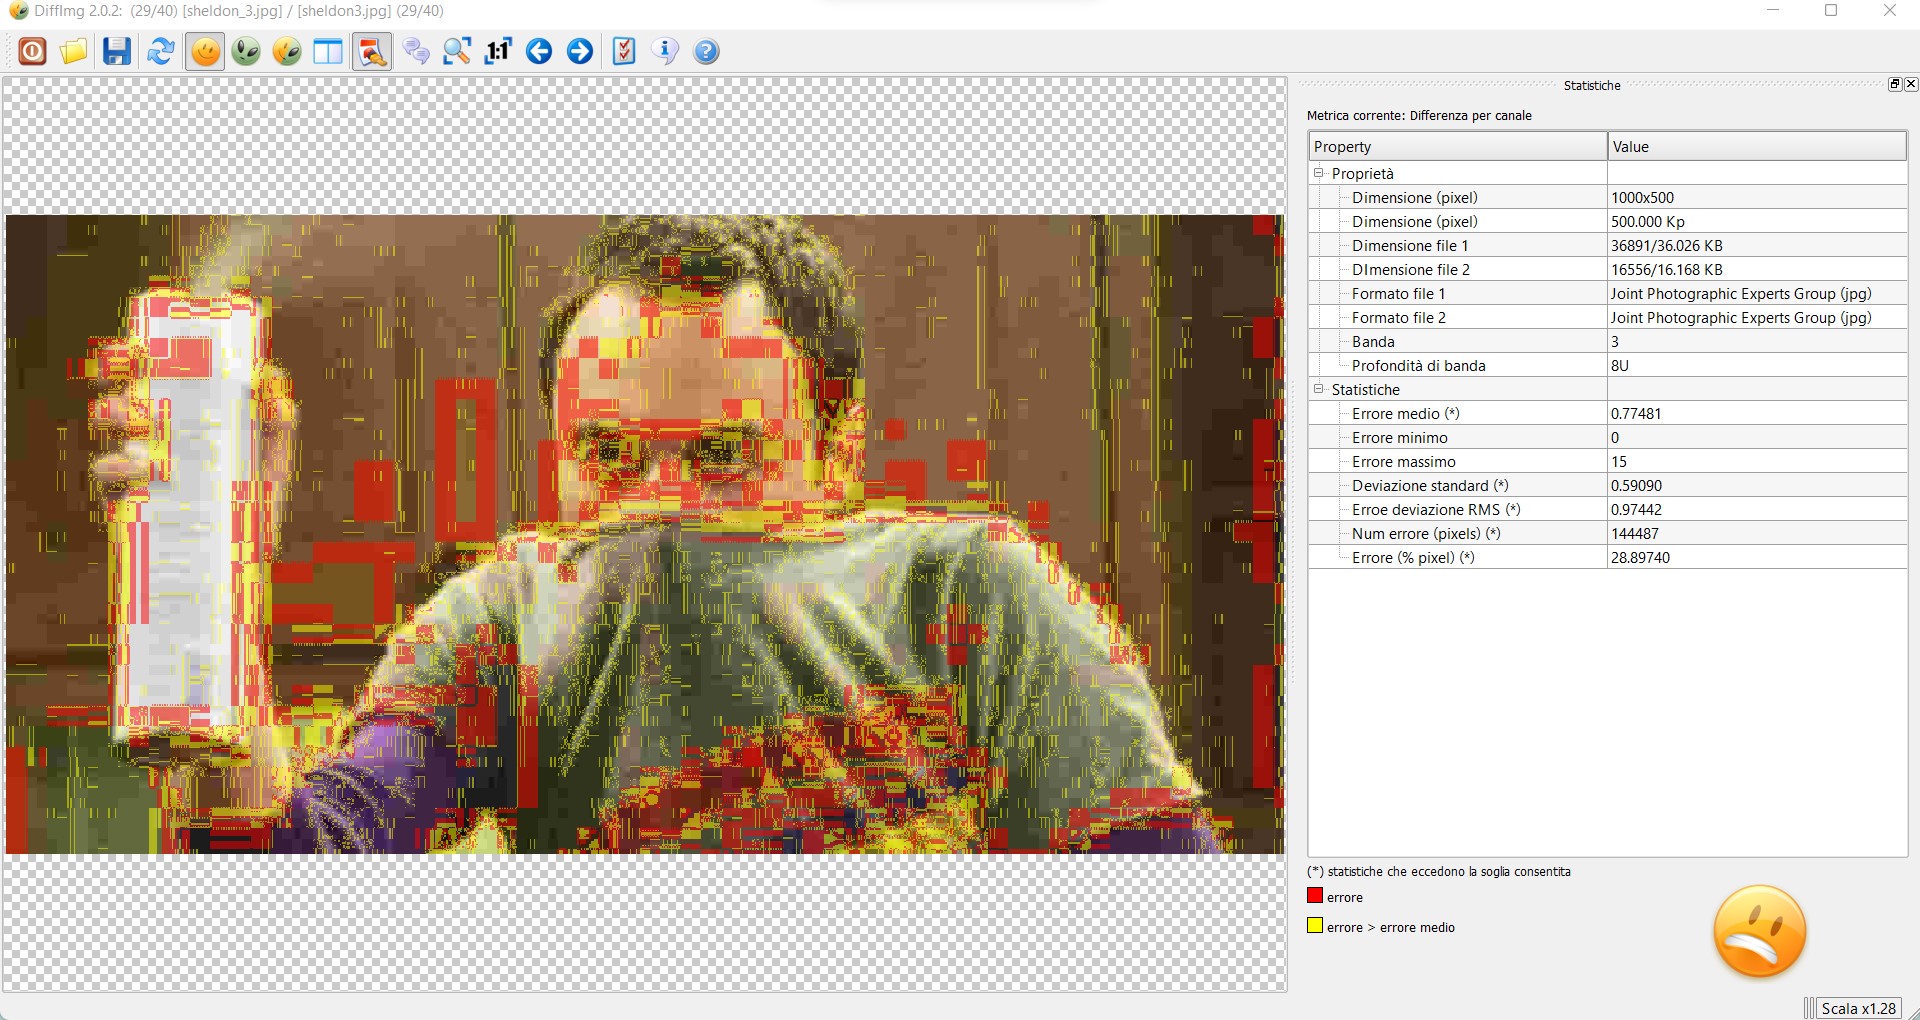 DiffImg 2.0.2: (29/40) [sheldon_3.jpg] / [sheldon3.jpg] (29/40)
1:1
Statistiche
Metrica corrente: Differenza per canale
Property Value
Proprietà
Dimensione (pixel) 1000x500
Dimensione (pixel) 500.000 Kp
Dimensione file 1 36891/36.026 KB
DImensione file 2 16556/16.168 KB
Formato file 1 Joint Photographic Experts Group (jpg)
Formato file 2 Joint Photographic Experts Group (jpg)
Banda 3
Profondità di banda 8U
Statistiche
Errore medio (*) 0.77481
Errore minimo 0
Errore massimo 15
Deviazione standard (*) 0.59090
Erroe deviazione RMS (*) 0.97442
Num errore (pixels) (*) 144487
Errore (% pixel) (*) 28.89740
(*) statistiche che eccedono la soglia consentita
errore
errore > errore medio
Scala x1.28